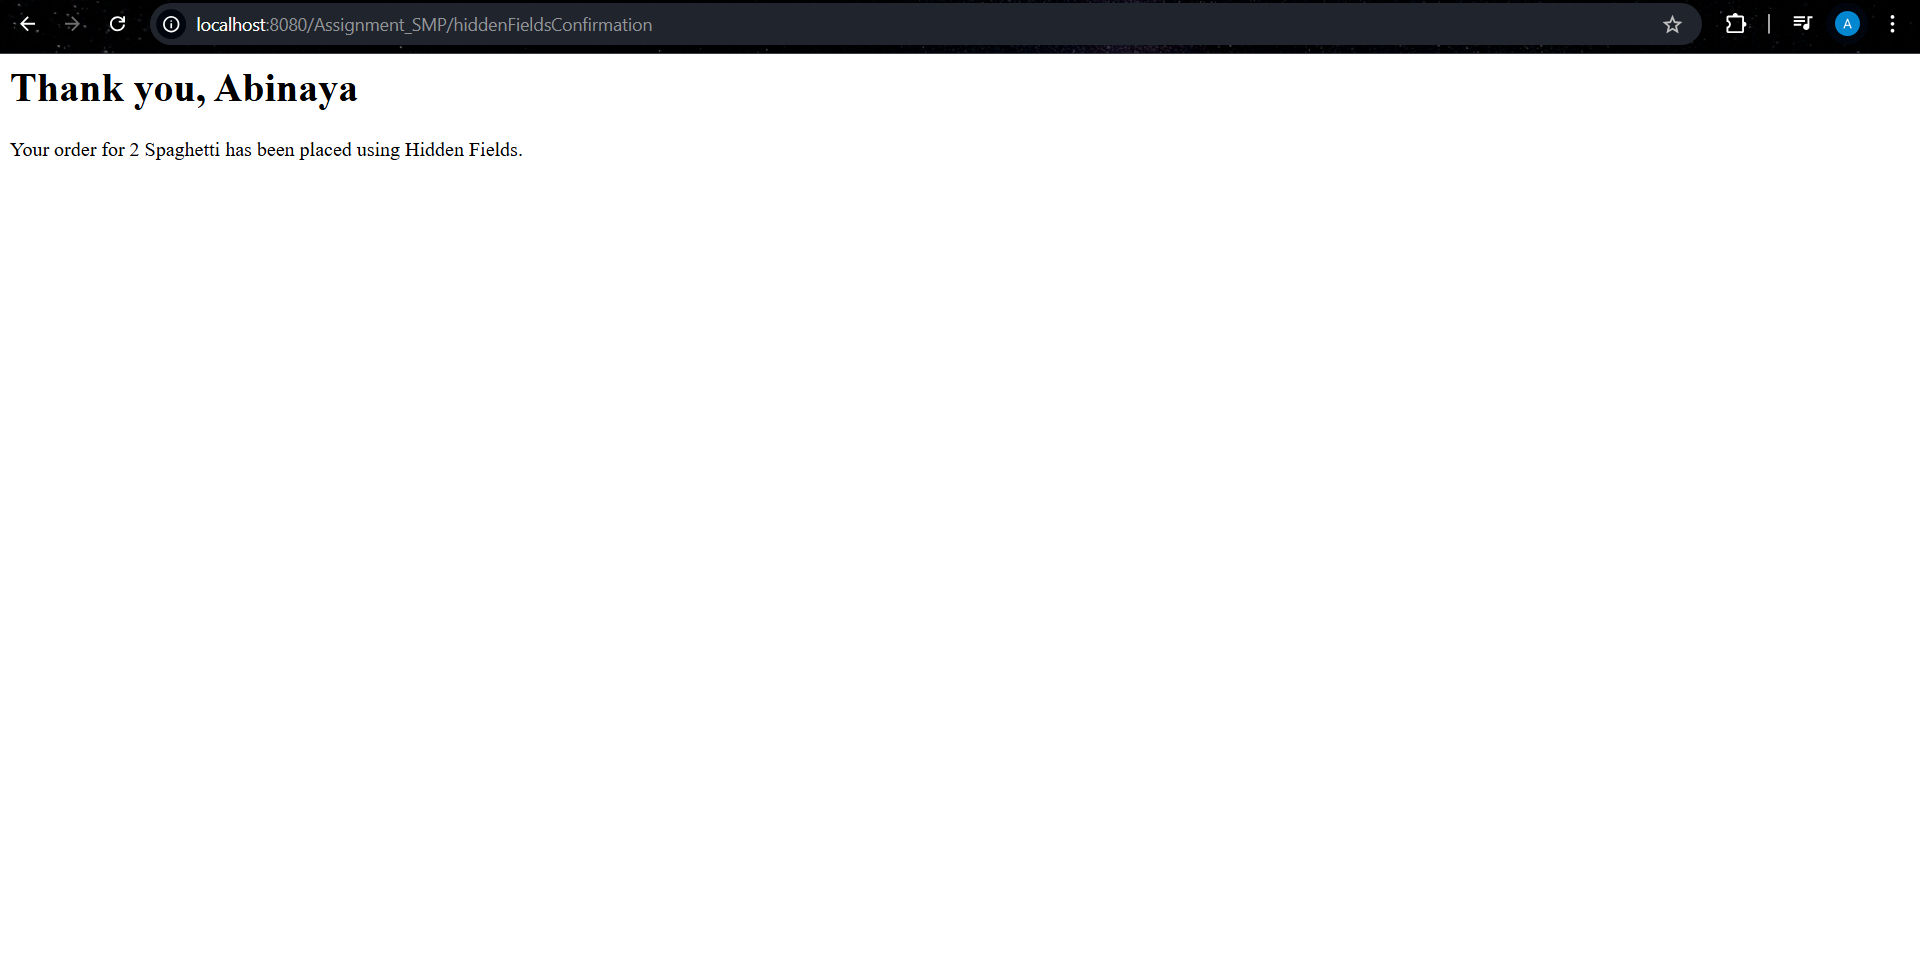 localhost:8080/Assignment_SMP/hiddenFieldsConfirmation
A
Thank you, Abinaya
Your order for 2 Spaghetti has been placed using Hidden Fields.